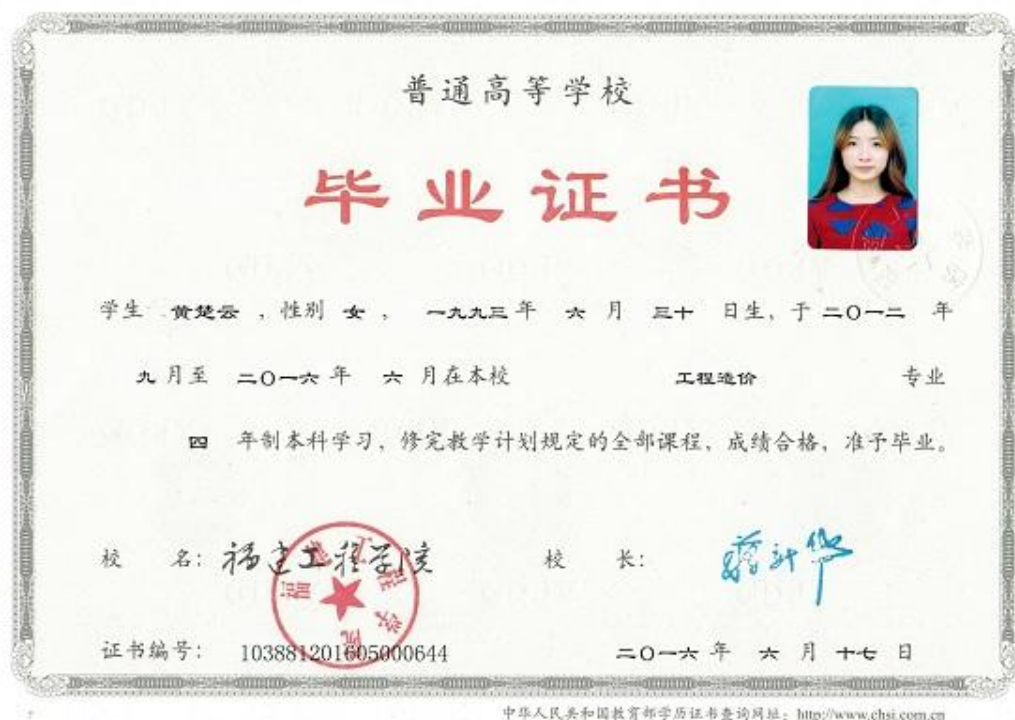 普通高等学校
毕业证书
学生 黄楚云 ，性别 女 ， 一九九三 年 六 月 三十 日生，于 二〇一二 年
九 月至 二〇一六 年 六 月在本校 工程造价 专业
四 年制本科学习，修完教学计划规定的全部课程，成绩合格，准予毕业。
校 名：福建工程学院 校 长：蔡新华
证书编号： 103881201605000644 二〇一六 年 六 月 十七 日
中华人民共和国教育部学历证书查询网址：http://www.chsi.com.cn